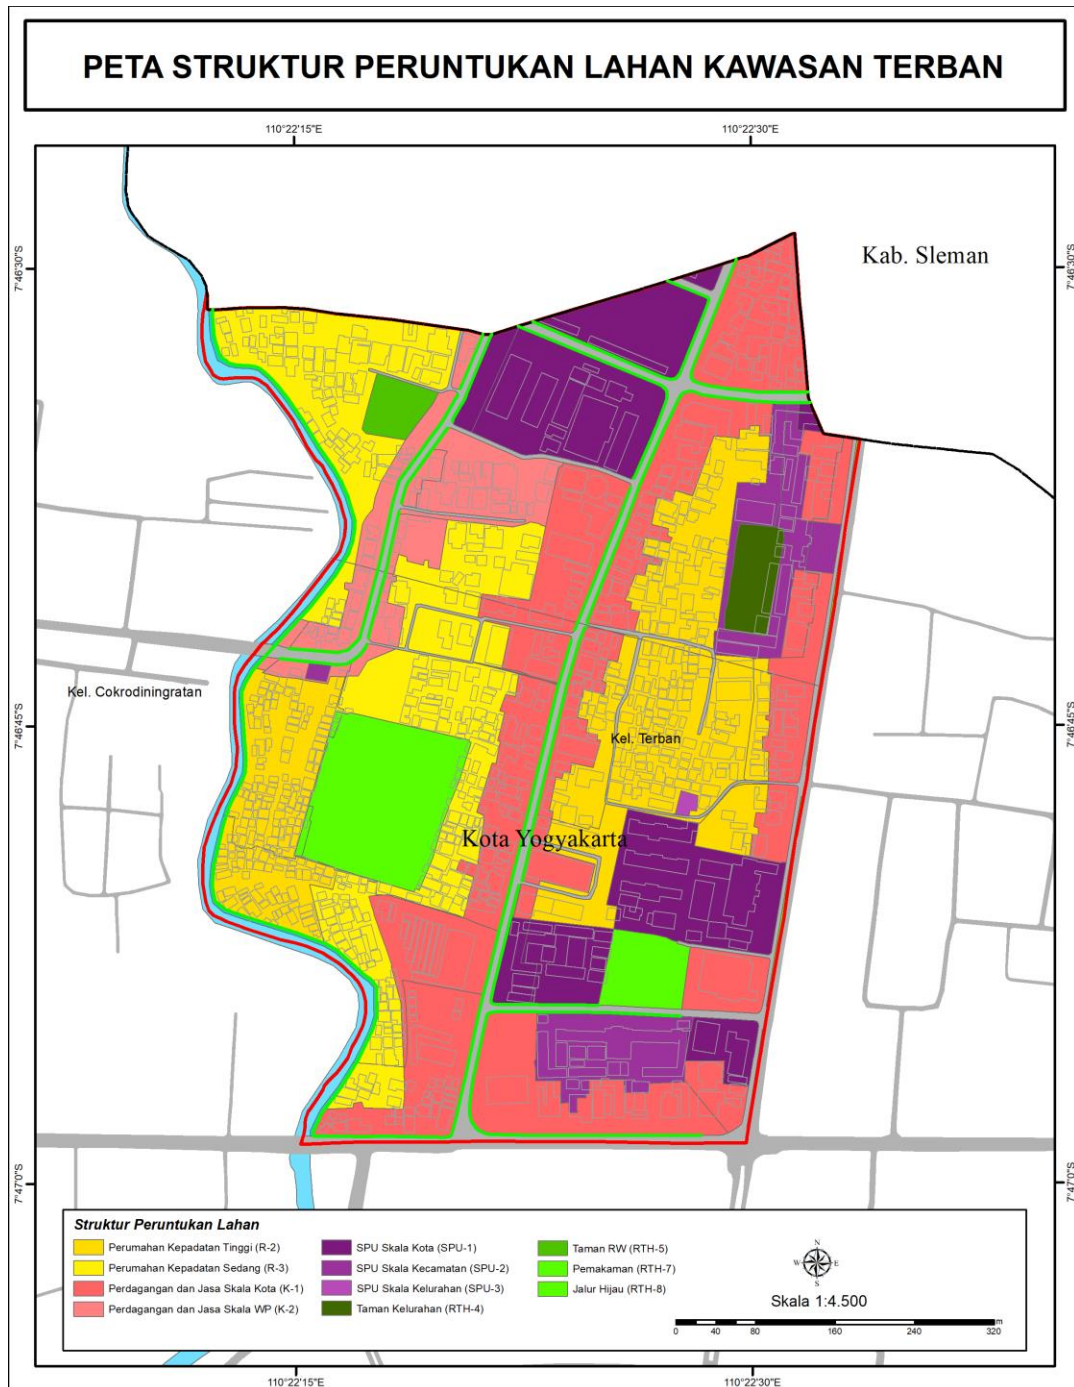 PETA STRUKTUR PERUNTUKAN LAHAN KAWASAN TERBAN
110°22'15"E
110°22'30"E
7°46'30"S
7°46'30"S
Kab. Sleman
Kel. Cokrodiningratan
Kel. Terban
7°46'45"S
7°46'45"S
Kota Yogyakarta
7°47'0"S
7°47'0"S
Struktur Peruntukan Lahan
Perumahan Kepadatan Tinggi (R-2)
Perumahan Kepadatan Sedang (R-3)
Perdagangan dan Jasa Skala Kota (K-1)
Perdagangan dan Jasa Skala WP (K-2)
SPU Skala Kota (SPU-1)
SPU Skala Kecamatan (SPU-2)
SPU Skala Kelurahan (SPU-3)
Taman Kelurahan (RTH-4)
Taman RW (RTH-5)
Pemakaman (RTH-7)
Jalur Hijau (RTH-8)
N
W E
S
Skala 1:4.500
m
0 40 80 160 240 320
110°22'15"E
110°22'30"E